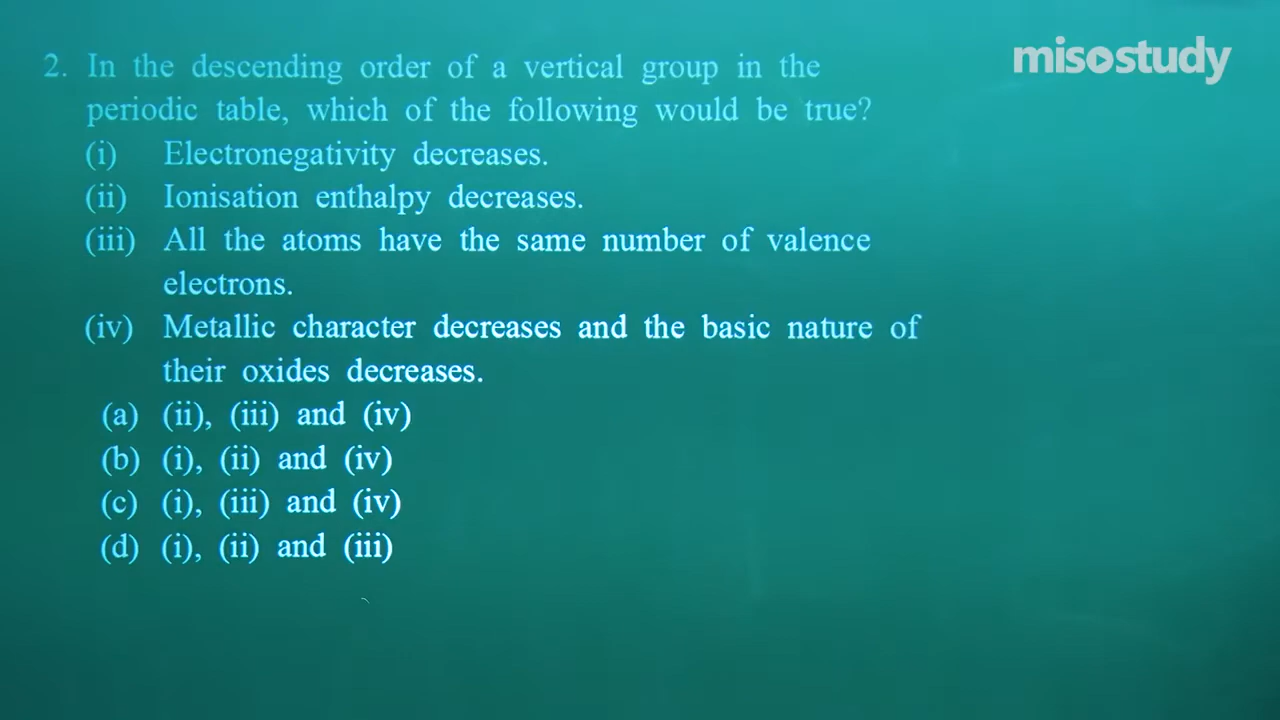 misostudy
2. In the descending order of a vertical group in the
periodic table, which of the following would be true?
(i) Electronegativity decreases.
(ii) Ionisation enthalpy decreases.
(iii) All the atoms have the same number of valence
electrons.
(iv) Metallic character decreases and the basic nature of
their oxides decreases.
(a) (ii), (iii) and (iv)
(b) (i), (ii) and (iv)
(c) (i), (iii) and (iv)
(d) (i), (ii) and (iii)